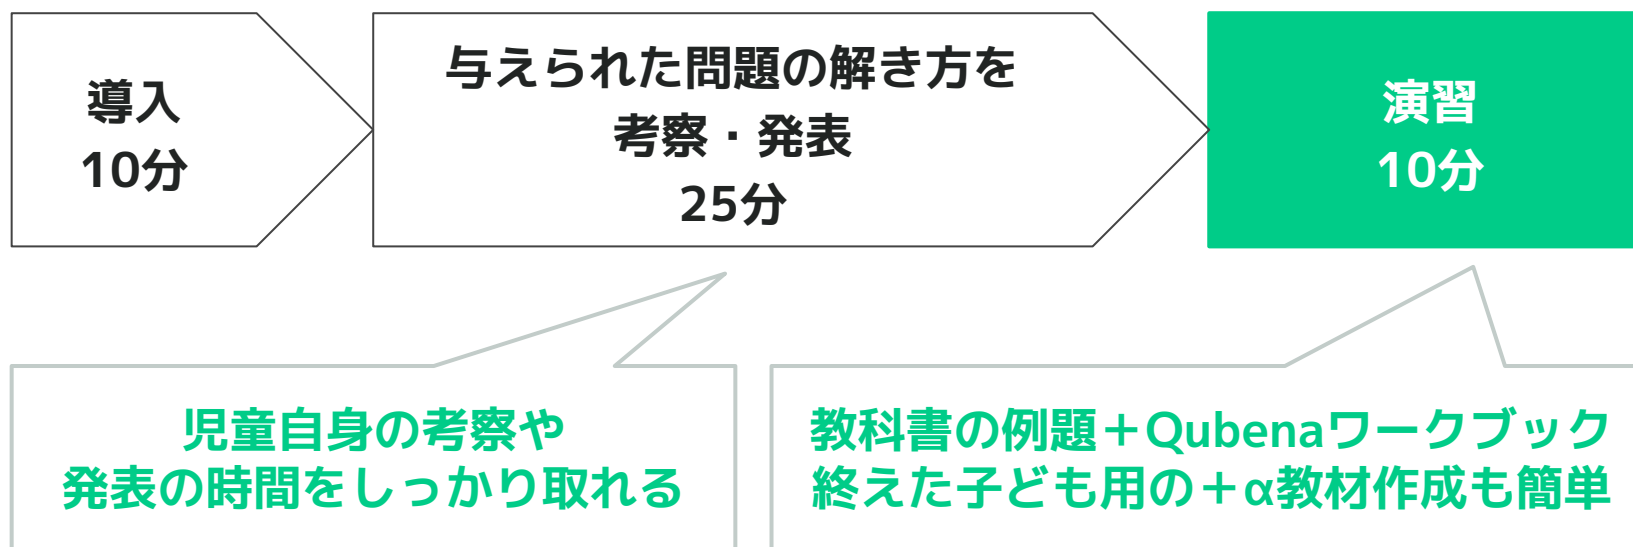 導入
10分
与えられた問題の解き方を
考察・発表
25分
演習
10分
児童自身の考察や
発表の時間をしっかり取れる
教科書の例題＋Qubenaワークブック
終えた子ども用の＋α教材作成も簡単